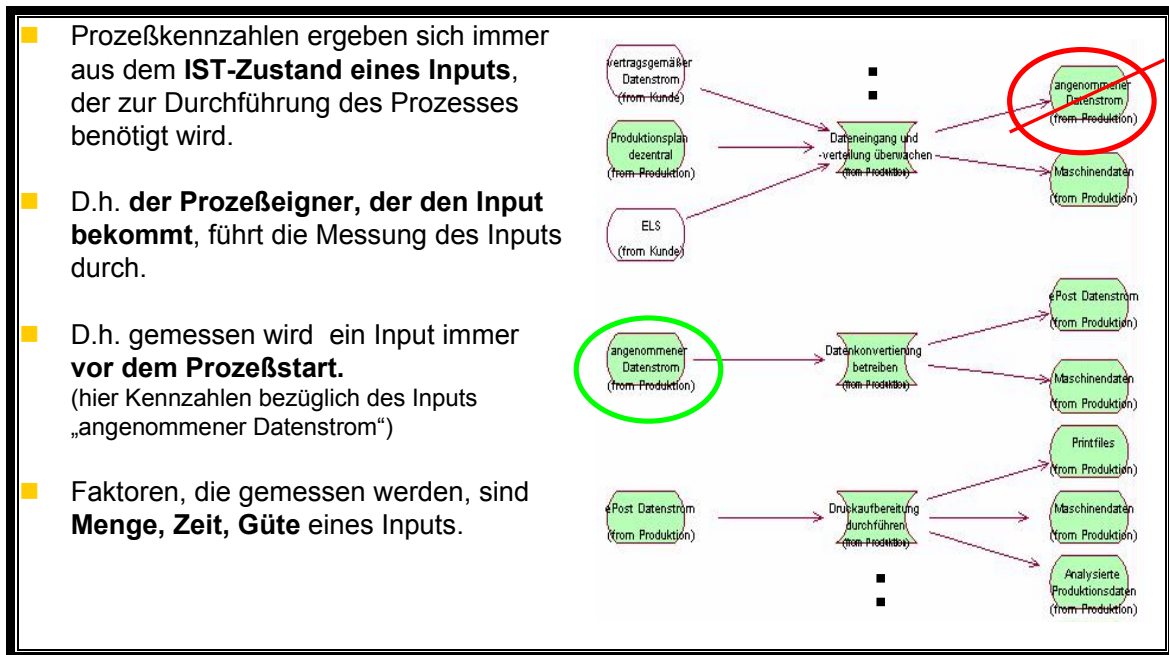 Prozeßkennzahlen ergeben sich immer
aus dem IST-Zustand eines Inputs,
der zur Durchführung des Prozesses
benötigt wird.
D.h. der Prozeßeigner, der den Input
bekommt, führt die Messung des Inputs
durch.
D.h. gemessen wird ein Input immer
vor dem Prozeßstart.
(hier Kennzahlen bezüglich des Inputs
„angenommener Datenstrom“)
Faktoren, die gemessen werden, sind
Menge, Zeit, Güte eines Inputs.
vertragsgemäßer
Datenstrom
(from Kunde)
Produktionsplan
dezentral
(from Produktion)
ELS
(from Kunde)
Dateneingang und
-verteilung überwachen
(from Produktion)
angenommener
Datenstrom
(from Produktion)
Maschinendaten
(from Produktion)
angenommener
Datenstrom
(from Produktion)
Datenkonvertierung
betreiben
(from Produktion)
ePost Datenstrom
(from Produktion)
Maschinendaten
(from Produktion)
ePost Datenstrom
(from Produktion)
Druckaufbereitung
durchführen
(from Produktion)
Printfiles
(from Produktion)
Maschinendaten
(from Produktion)
Analysierte
Produktionsdaten
(from Produktion)